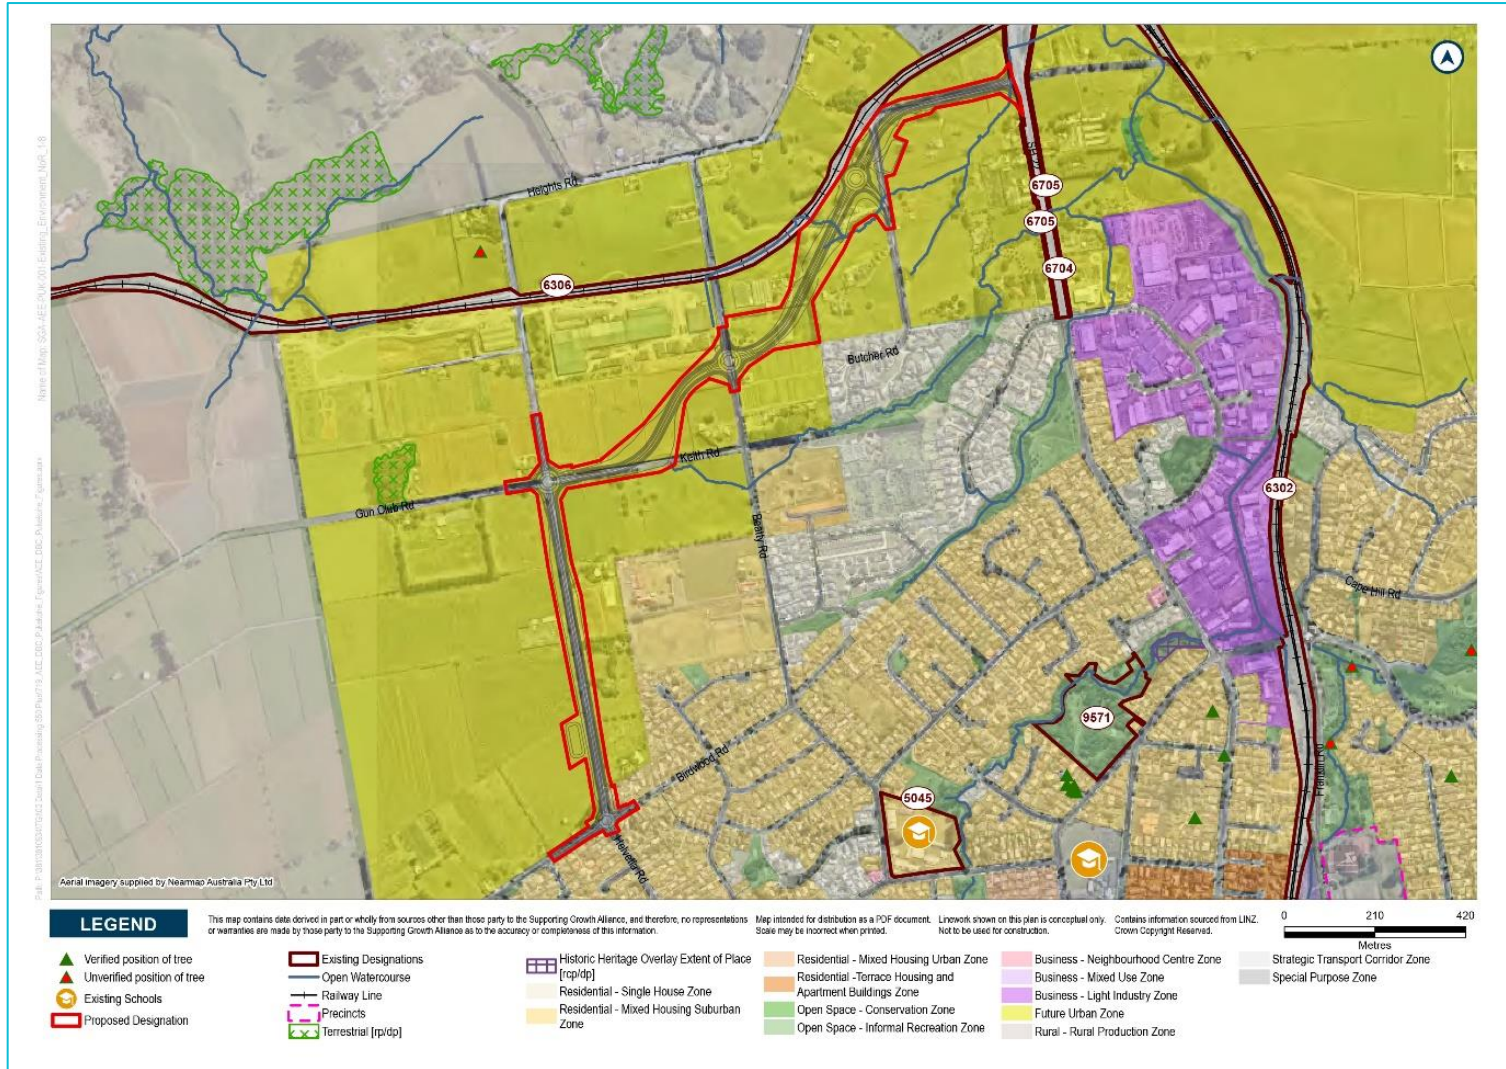 Heights Rd
6705
6705
6704
6306
Butcher Rd
Keith Rd
Gun Club Rd
Beatty Rd
6302
Cape Hill Rd
9571
Birdwood Rd
5045
Helvetia Rd
Franklin Rd
Aerial imagery supplied by Nearmap Australia Pty Ltd
LEGEND
This map contains data derived in part or wholly from sources other than those party to the Supporting Growth Alliance, and therefore, no representations
or warranties are made by those party to the Supporting Growth Alliance as to the accuracy or completeness of this information.
Map intended for distribution as a PDF document.
Scale may be incorrect when printed.
Linework shown on this plan is conceptual only.
Not to be used for construction.
Contains information sourced from LINZ.
Crown Copyright Reserved.
0 210 420
Metres
Verified position of tree
Unverified position of tree
Existing Schools
Proposed Designation
Existing Designations
Open Watercourse
Railway Line
Precincts
Terrestrial [rp/dp]
Historic Heritage Overlay Extent of Place
[rcp/dp]
Residential - Single House Zone
Residential - Mixed Housing Suburban
Zone
Residential - Mixed Housing Urban Zone
Residential -Terrace Housing and
Apartment Buildings Zone
Open Space - Conservation Zone
Open Space - Informal Recreation Zone
Business - Neighbourhood Centre Zone
Business - Mixed Use Zone
Business - Light Industry Zone
Future Urban Zone
Rural - Rural Production Zone
Strategic Transport Corridor Zone
Special Purpose Zone